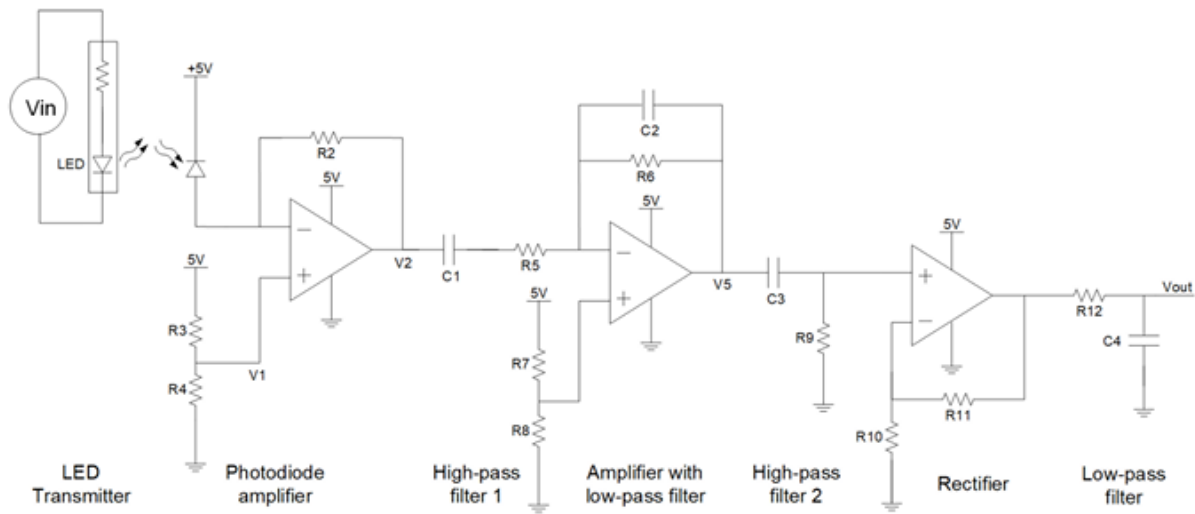 Vin
LED
+5V
R2
5V
5V
R3
R4
V1
V2
C1
R5
C2
R6
5V
5V
R7
R8
V5
C3
R9
5V
R10
R11
R12
Vout
C4
LED
Transmitter
Photodiode
amplifier
High-pass
filter 1
Amplifier with
low-pass filter
High-pass
filter 2
Rectifier
Low-pass
filter